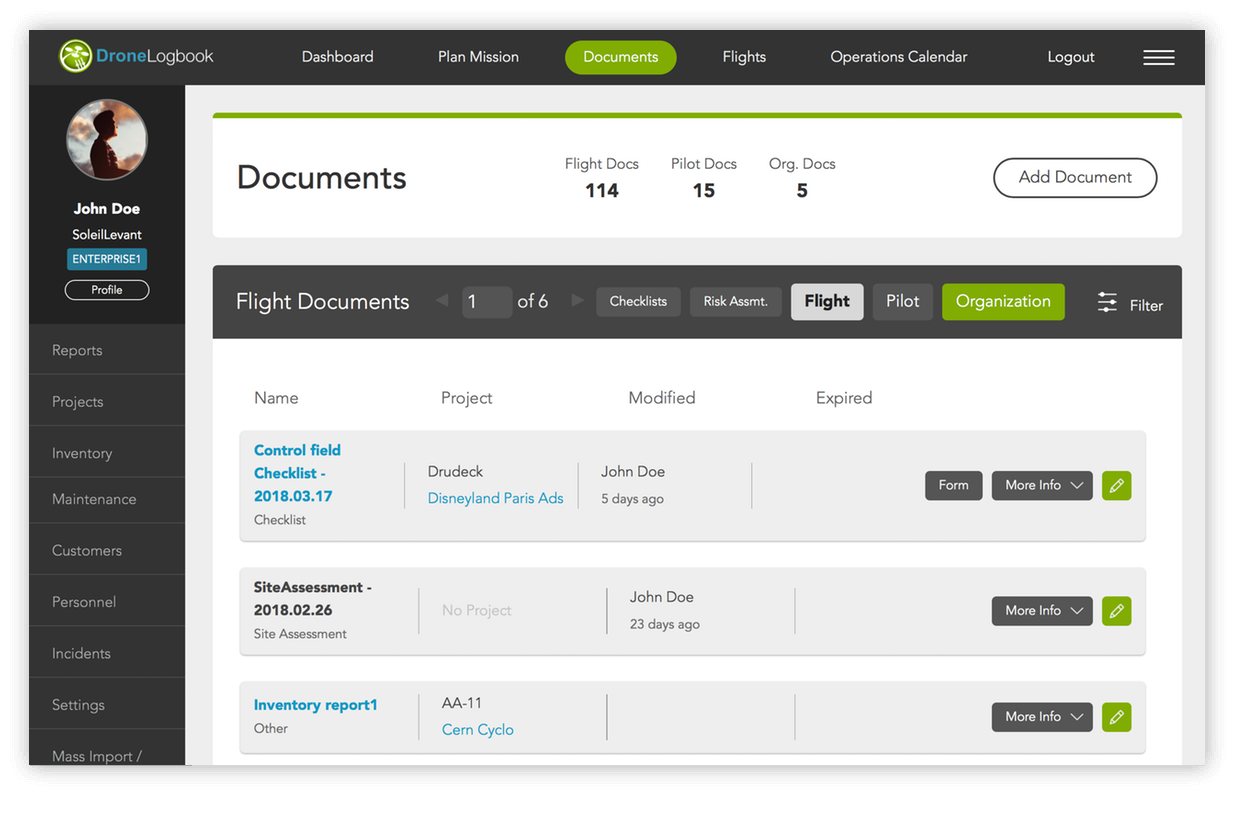 DroneLogbook
Dashboard
Plan Mission
Documents
Flights
Operations Calendar
Logout
John Doe
SoleilLevant
ENTERPRISE1
Profile
Reports
Projects
Inventory
Maintenance
Customers
Personnel
Incidents
Settings
Mass Import /
Documents
Flight Docs
114
Pilot Docs
15
Org. Docs
5
Add Document
Flight Documents
1 of 6
Checklists
Risk Assmt.
Flight
Pilot
Organization
Filter
Name
Project
Modified
Expired
Control field
Checklist -
2018.03.17
Checklist
Drudeck
Disneyland Paris Ads
John Doe
5 days ago
Form
More Info
SiteAssessment -
2018.02.26
Site Assessment
No Project
John Doe
23 days ago
More Info
Inventory report1
Other
AA-11
Cern Cyclo
More Info